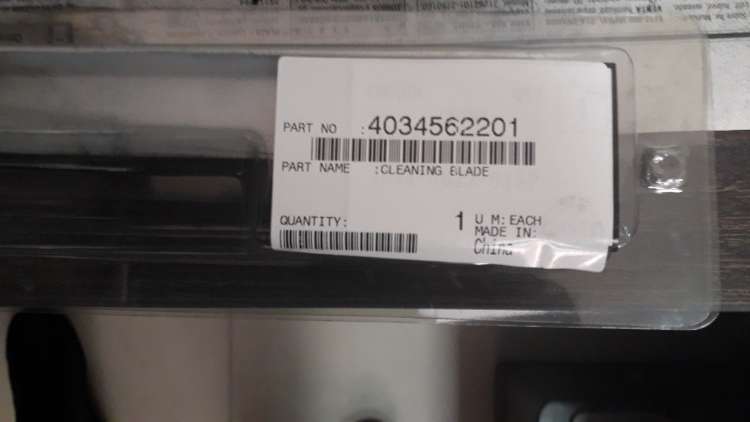 PART NO :4034562201
PART NAME :CLEANING BLADE
QUANTITY: 1 U M: EACH
MADE IN:
China